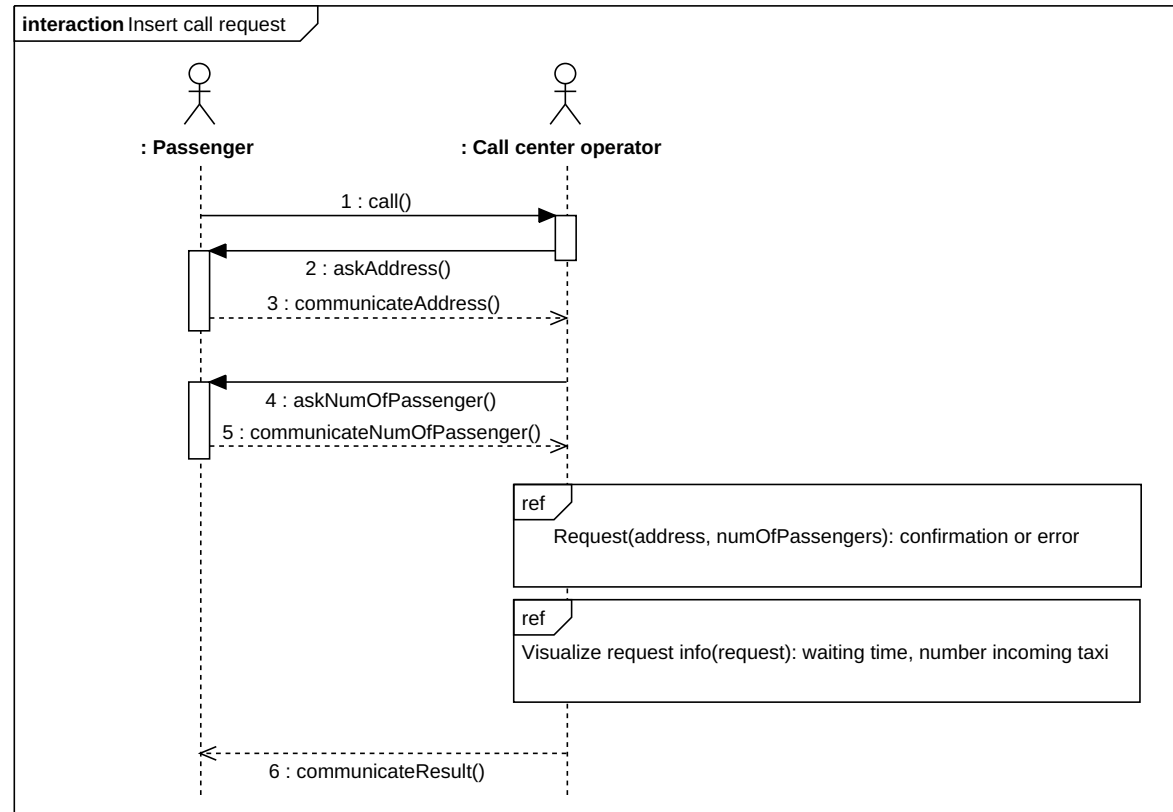 interaction Insert call request
: Passenger
: Call center operator
1 : call()
2 : askAddress()
3 : communicateAddress()
4 : askNumOfPassenger()
5 : communicateNumOfPassenger()
ref
Request(address, numOfPassengers): confirmation or error
ref
Visualize request info(request): waiting time, number incoming taxi
6 : communicateResult()